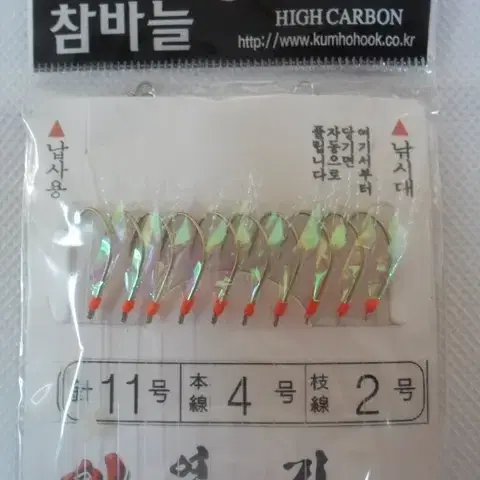 참바늘
HIGH CARBON
http://www.kumhohook.co.kr
▲납사용
여기서부터
당기면
자동으로
풀립니다
▲낚시대
針 11号 本線 4号 枝線 2号